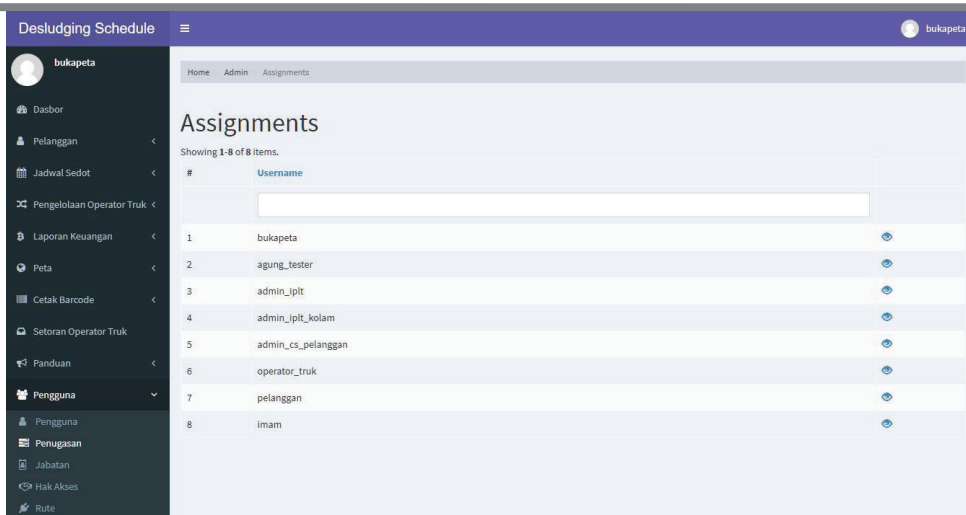 Desludging Schedule
bukapeta
bukapeta
Dasbor
Pelanggan
Jadwal Sedot
Pengelolaan Operator Truk
Laporan Keuangan
Peta
Cetak Barcode
Setoran Operator Truk
Panduan
Pengguna
Pengguna
Penugasan
Jabatan
Hak Akses
Rute
Home Admin Assignments
Assignments
Showing 1-8 of 8 items.
# Username
1 bukapeta
2 agung_tester
3 admin_iplt
4 admin_iplt_kolam
5 admin_cs_pelanggan
6 operator_truk
7 pelanggan
8 imam